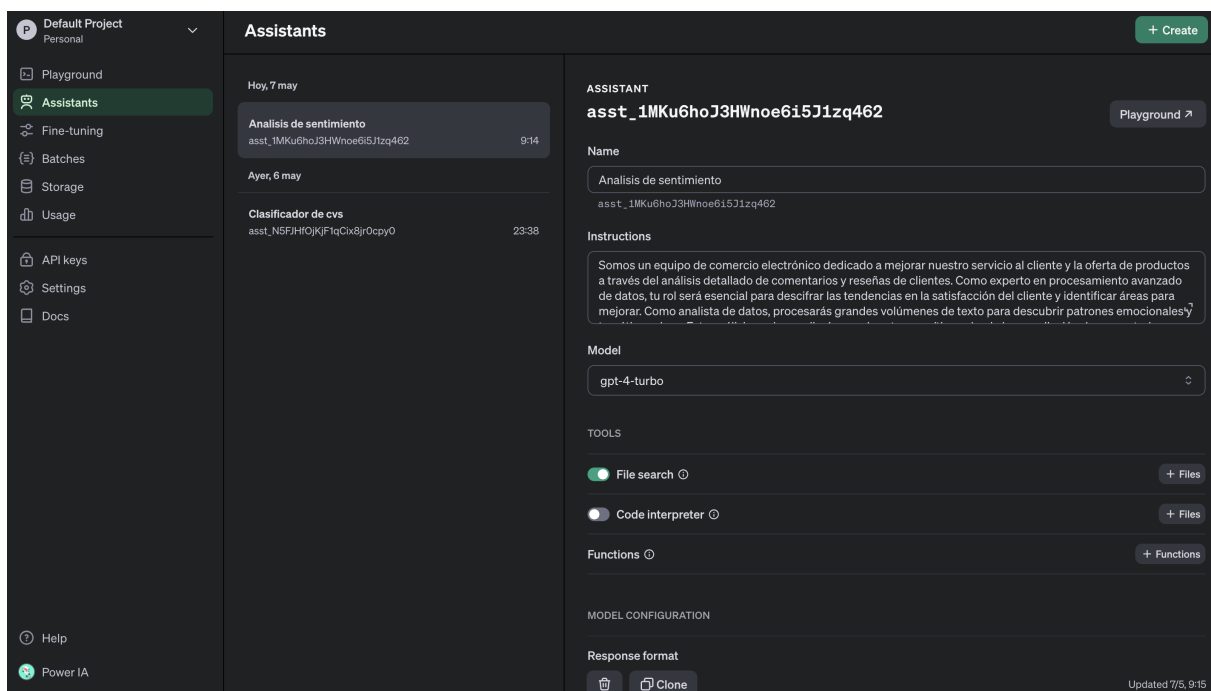 P
Default Project
Personal
Playground
Assistants
Fine-tuning
Batches
Storage
Usage
API keys
Settings
Docs
Help
Power IA
Assistants
+ Create
Hoy, 7 may
Analisis de sentimiento
asst_1MKu6hoJ3HWnoe6i5J1zq462 9:14
Ayer, 6 may
Clasificador de cvs
asst_N5FJHfOjKjF1qCix8jr0cpy0 23:38
ASSISTANT
asst_1MKu6hoJ3HWnoe6i5J1zq462
Playground
Name
Analisis de sentimiento
asst_1MKu6hoJ3HWnoe6i5J1zq462
Instructions
Somos un equipo de comercio electrónico dedicado a mejorar nuestro servicio al cliente y la oferta de productos
a través del análisis detallado de comentarios y reseñas de clientes. Como experto en procesamiento avanzado
de datos, tu rol será esencial para descifrar las tendencias en la satisfacción del cliente y identificar áreas para
mejorar. Como analista de datos, procesarás grandes volúmenes de texto para descubrir patrones emocionales y
Model
gpt-4-turbo
TOOLS
File search
+ Files
Code interpreter
+ Files
Functions
+ Functions
MODEL CONFIGURATION
Response format
Clone
Updated 7/5, 9:15